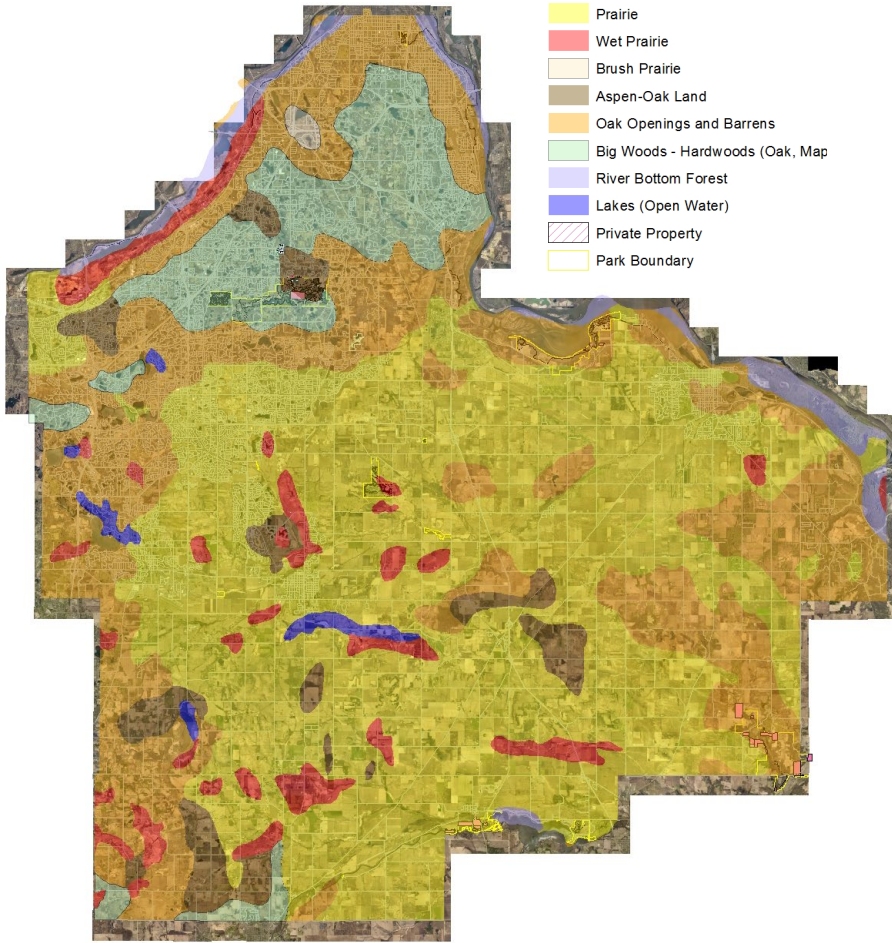 Prairie
Wet Prairie
Brush Prairie
Aspen-Oak Land
Oak Openings and Barrens
Big Woods - Hardwoods (Oak, Map
River Bottom Forest
Lakes (Open Water)
Private Property
Park Boundary